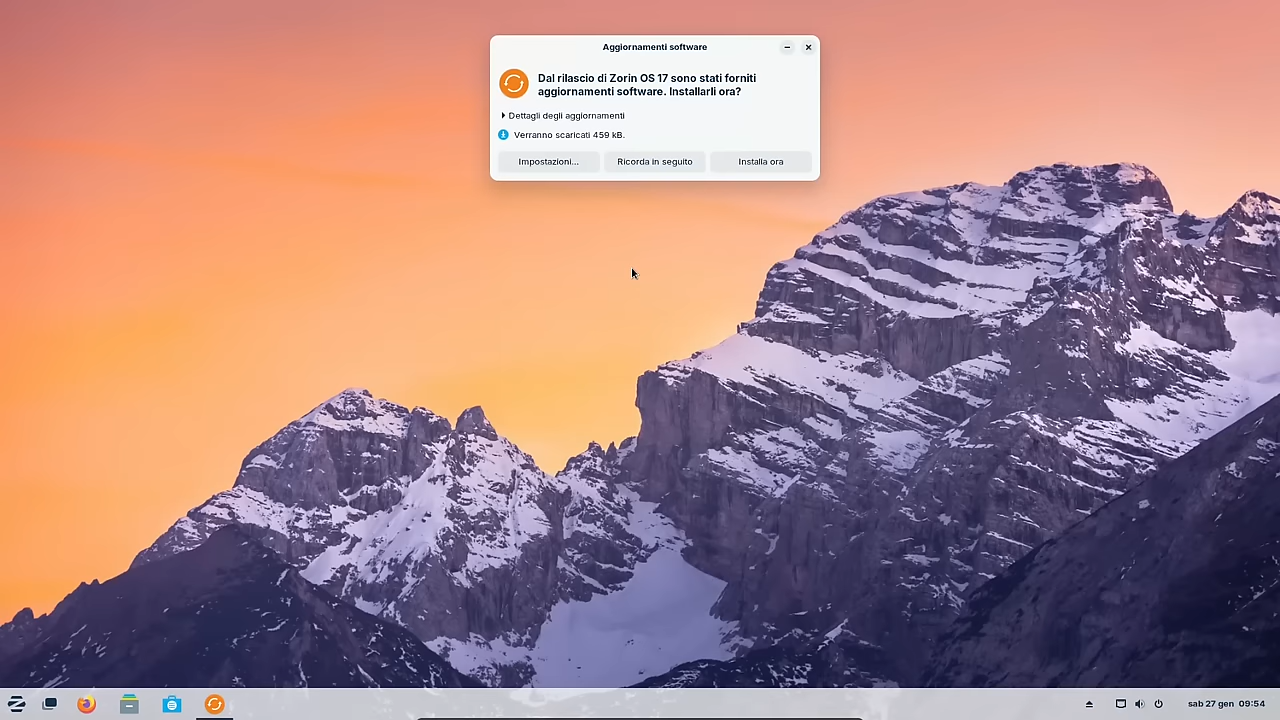 Aggiornamenti software
Dal rilascio di Zorin OS 17 sono stati forniti
aggiornamenti software. Installarli ora?
Dettagli degli aggiornamenti
Verranno scaricati 459 kB.
Impostazioni...
Ricorda in seguito
Installa ora
sab 27 gen 09:54